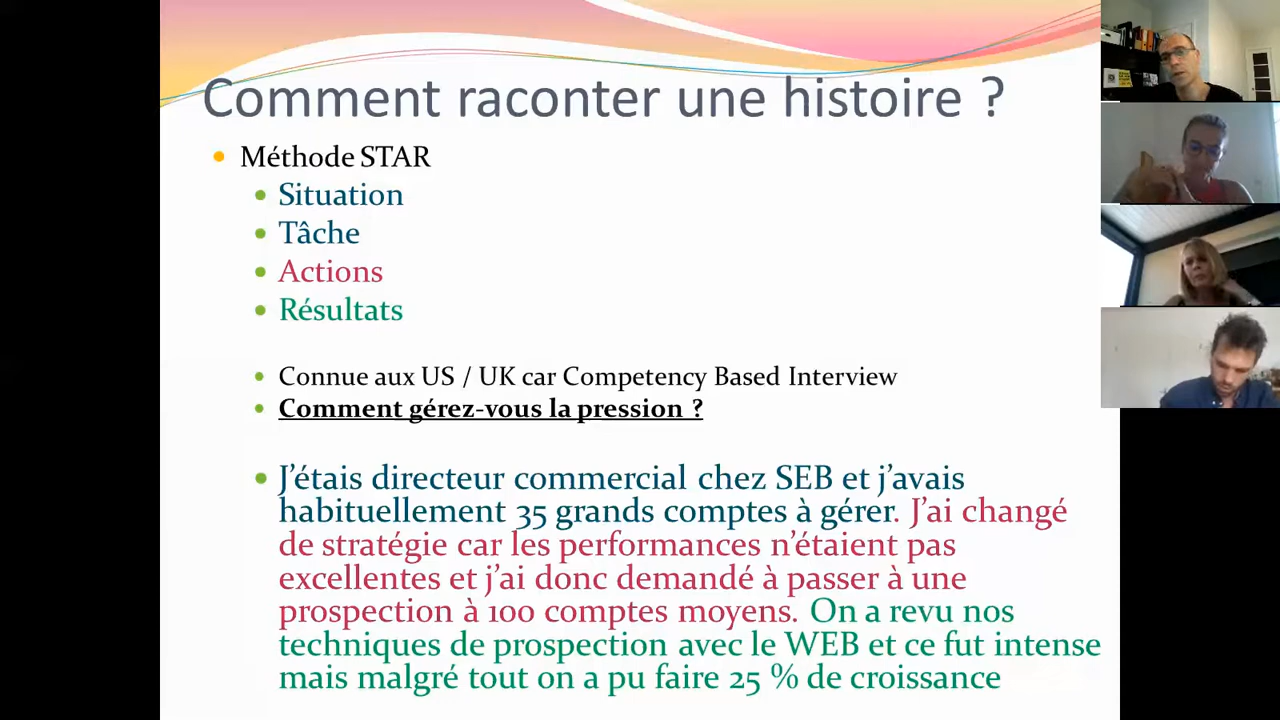 Comment raconter une histoire ?
Méthode STAR
Situation
Tâche
Actions
Résultats
Connue aux US / UK car Competency Based Interview
Comment gérez-vous la pression ?
J’étais directeur commercial chez SEB et j’avais
habituellement 35 grands comptes à gérer. J’ai changé
de stratégie car les performances n’étaient pas
excellentes et j’ai donc demandé à passer à une
prospection à 100 comptes moyens. On a revu nos
techniques de prospection avec le WEB et ce fut intense
mais malgré tout on a pu faire 25 % de croissance